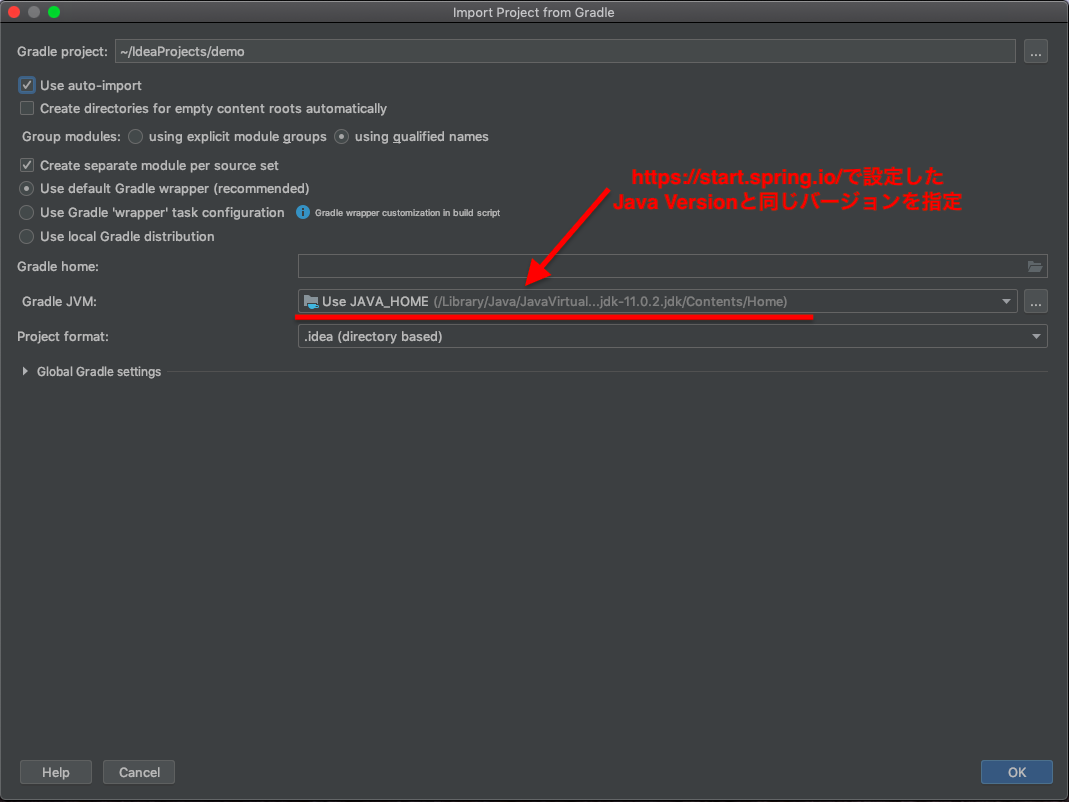 Import Project from Gradle
Gradle project: ~/IdeaProjects/demo ...
Use auto-import
Create directories for empty content roots automatically
Group modules: using explicit module groups using qualified names
Create separate module per source set
Use default Gradle wrapper (recommended)
https://start.spring.io/で設定した
Java Versionと同じバージョンを指定
Use Gradle 'wrapper' task configuration Gradle wrapper customization in build script
Use local Gradle distribution
Gradle home:
Gradle JVM: Use JAVA_HOME (/Library/Java/JavaVirtual...jdk-11.0.2.jdk/Contents/Home) ...
Project format: .idea (directory based)
Global Gradle settings
Help Cancel OK